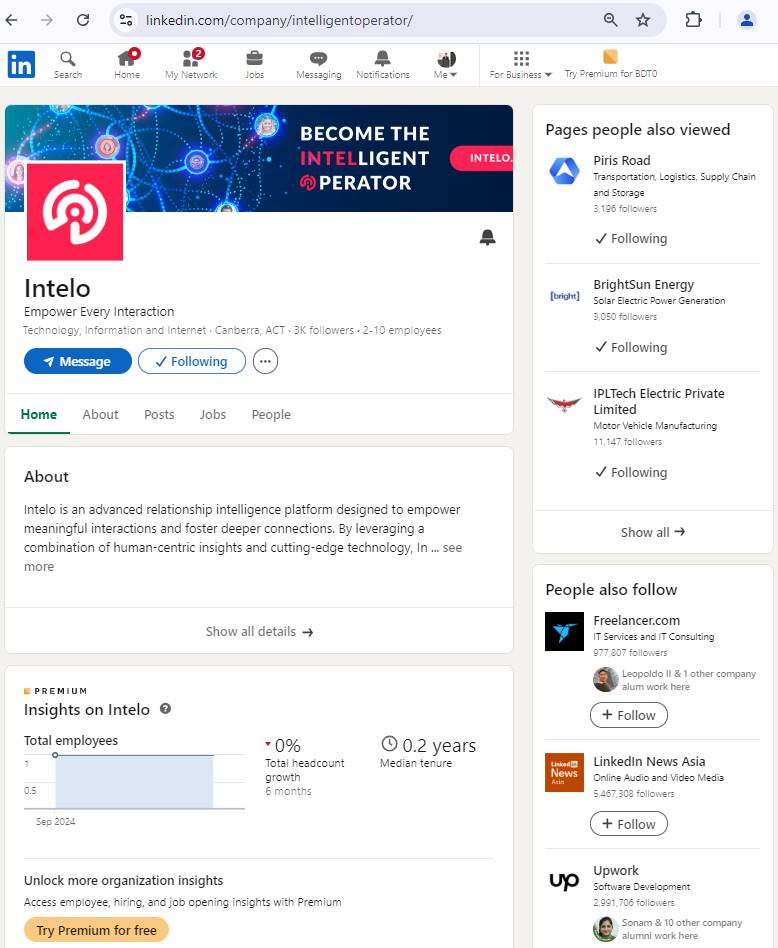 linkedin.com/company/intelligentoperator/
in
Search
Home
2
My Network
Jobs
Messaging
Notifications
Me
For Business
Try Premium for BDT0
BECOME THE
INTELLIGENT
PERATOR
INTELO.
Intelo
Empower Every Interaction
Technology, Information and Internet · Canberra, ACT · 3K followers · 2-10 employees
Message
Following
Home
About
Posts
Jobs
People
About
Intelo is an advanced relationship intelligence platform designed to empower
meaningful interactions and foster deeper connections. By leveraging a
combination of human-centric insights and cutting-edge technology, In ... see
more
Show all details →
PREMIUM
Insights on Intelo ?
Total employees
1
0.5
Sep 2024
0%
Total headcount
growth
6 months
0.2 years
Median tenure
Unlock more organization insights
Access employee, hiring, and job opening insights with Premium
Try Premium for free
Pages people also viewed
Piris Road
Transportation, Logistics, Supply Chain
and Storage
3,196 followers
Following
[bright]
BrightSun Energy
Solar Electric Power Generation
3,050 followers
Following
IPLTech Electric Private
Limited
Motor Vehicle Manufacturing
11,147 followers
Following
Show all →
People also follow
Freelancer.com
IT Services and IT Consulting
977,807 followers
Leopoldo II & 1 other company
alum work here
+ Follow
Linked in
News
Asia
LinkedIn News Asia
Online Audio and Video Media
5,467,308 followers
+ Follow
up
Upwork
Software Development
2,991,706 followers
Sonam & 10 other company
alumni work here